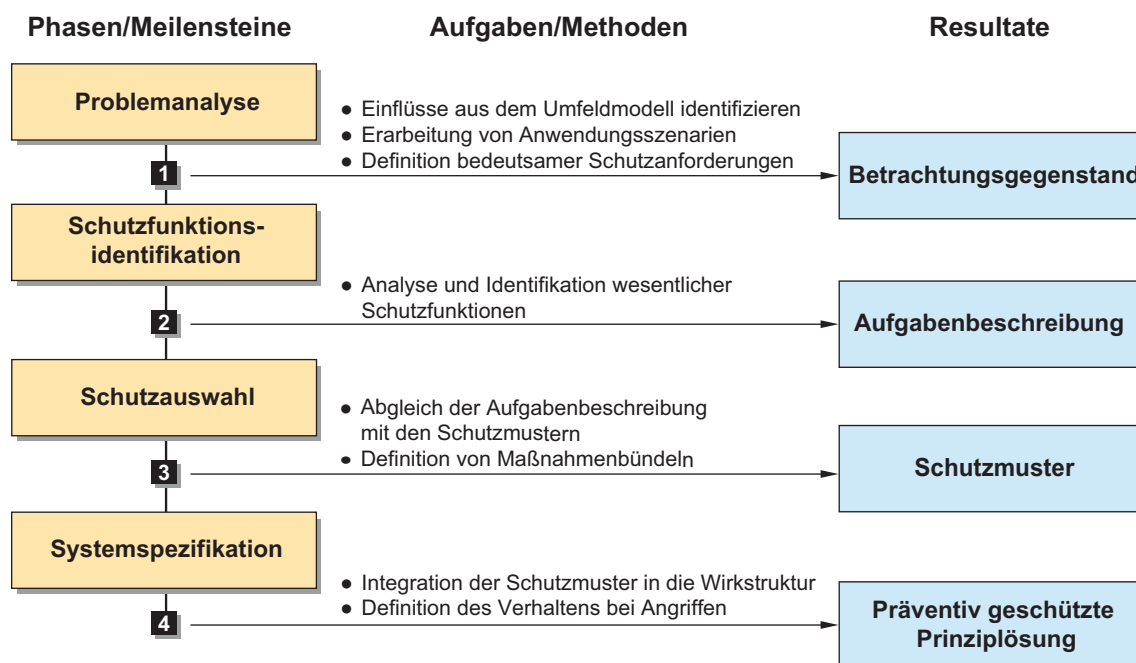 Phasen/Meilensteine
Aufgaben/Methoden
Resultate
Problemanalyse
● Einflüsse aus dem Umfeldmodell identifizieren
● Erarbeitung von Anwendungsszenarien
● Definition bedeutsamer Schutzanforderungen
1
Betrachtungsgegenstand
Schutzfunktions-
identifikation
● Analyse und Identifikation wesentlicher
Schutzfunktionen
2
Aufgabenbeschreibung
Schutzauswahl
● Abgleich der Aufgabenbeschreibung
mit den Schutzmustern
● Definition von Maßnahmenbündeln
3
Schutzmuster
Systemspezifikation
● Integration der Schutzmuster in die Wirkstruktur
● Definition des Verhaltens bei Angriffen
4
Präventiv geschützte
Prinziplösung